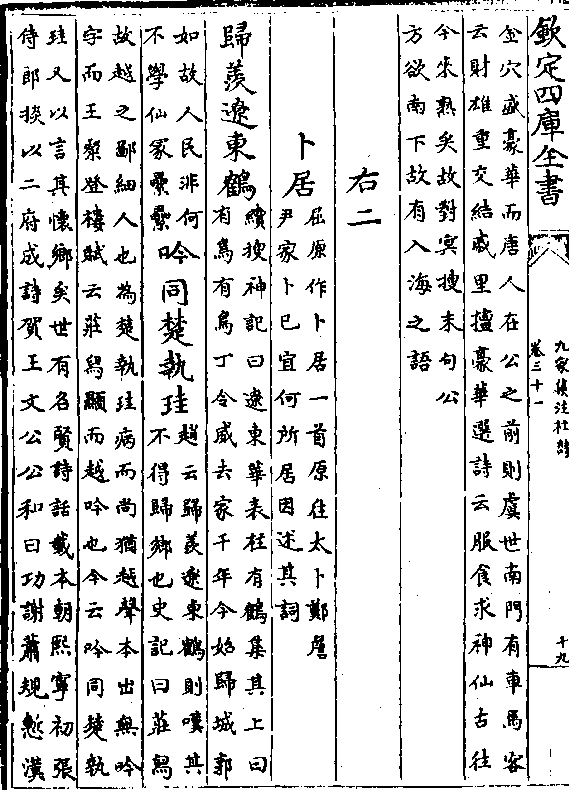 欽定四庫全書
九家集注杜詩
卷三十一
十九
金穴盛豪華而唐人在公之前則虞世南門有車馬客
云財雄重交結戚里擅豪華選詩云服食求神仙古往
今來熟矣故對冥搜末句公
方欲南下故有入海之語
右二
卜居
屈原作卜居一首原往太卜鄭詹
尹家卜已宜何所居因述其詞
歸羨遼東鶴
續搜神記曰遼東華表柱有鶴集其上曰
有鳥有鳥丁令威去家千年今始歸城郭
如故人民非何
不學仙冢纍纍
吟同楚執珪
趙云歸羨遼東鶴則嘆其
不得歸鄉也史記曰莊舄
故越之鄙細人也為楚執珪病而尚猶越聲本出無吟
字而王粲登樓賦云莊舄顯而越吟也今云吟同楚執
珪又以言其懷鄉矣世有名賢詩話載本朝熙寧初張
侍郎掞以二府成詩賀王文公公和曰功謝蕭規慙漢